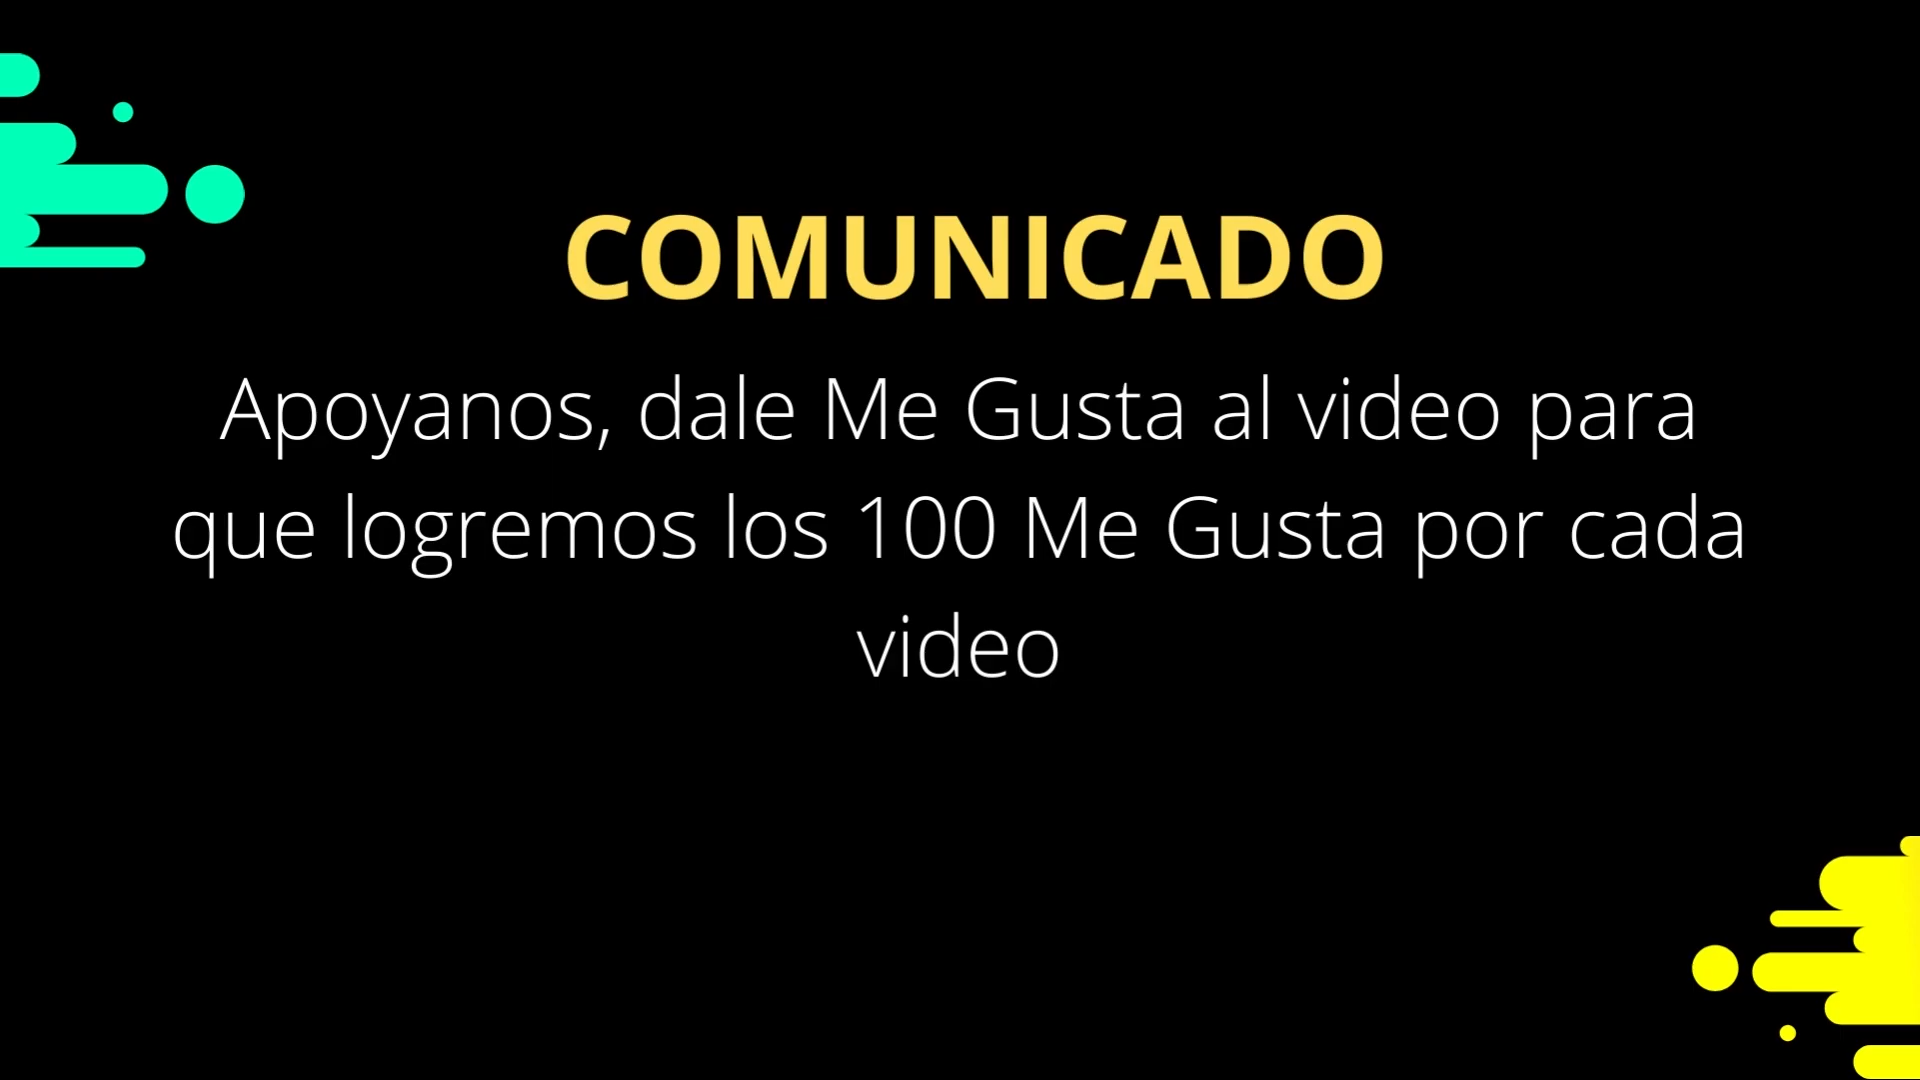 COMUNICADO
Apoyanos, dale Me Gusta al video para
que logremos los 100 Me Gusta por cada
video